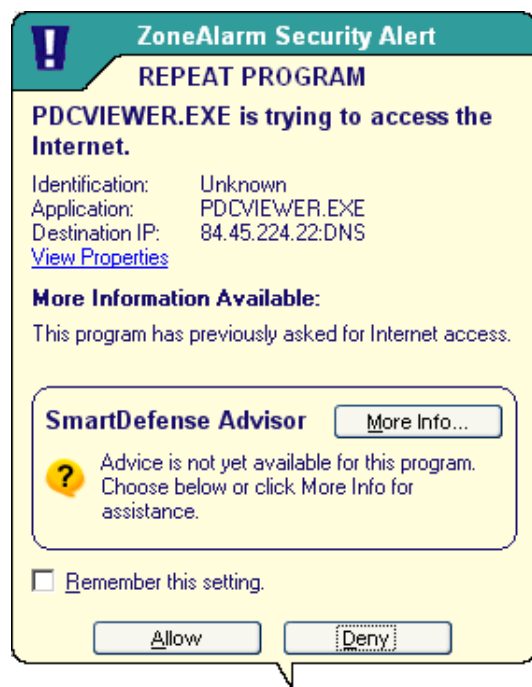 ZoneAlarm Security Alert
REPEAT PROGRAM
PDCVIEWER.EXE is trying to access the
Internet.
Identification: Unknown
Application: PDCVIEWER.EXE
Destination IP: 84.45.224.22:DNS
View Properties
More Information Available:
This program has previously asked for Internet access.
SmartDefense Advisor
More Info...
Advice is not yet available for this program.
Choose below or click More Info for
assistance.
Remember this setting.
Allow
Deny